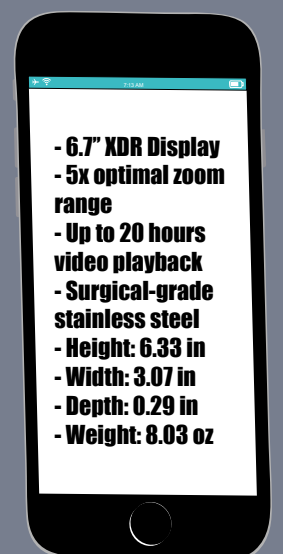 7:13 AM
- 6.7” XDR Display
- 5x optimal zoom
range
- Up to 20 hours
video playback
- Surgical-grade
stainless steel
- Height: 6.33 in
- Width: 3.07 in
- Depth: 0.29 in
- Weight: 8.03 oz